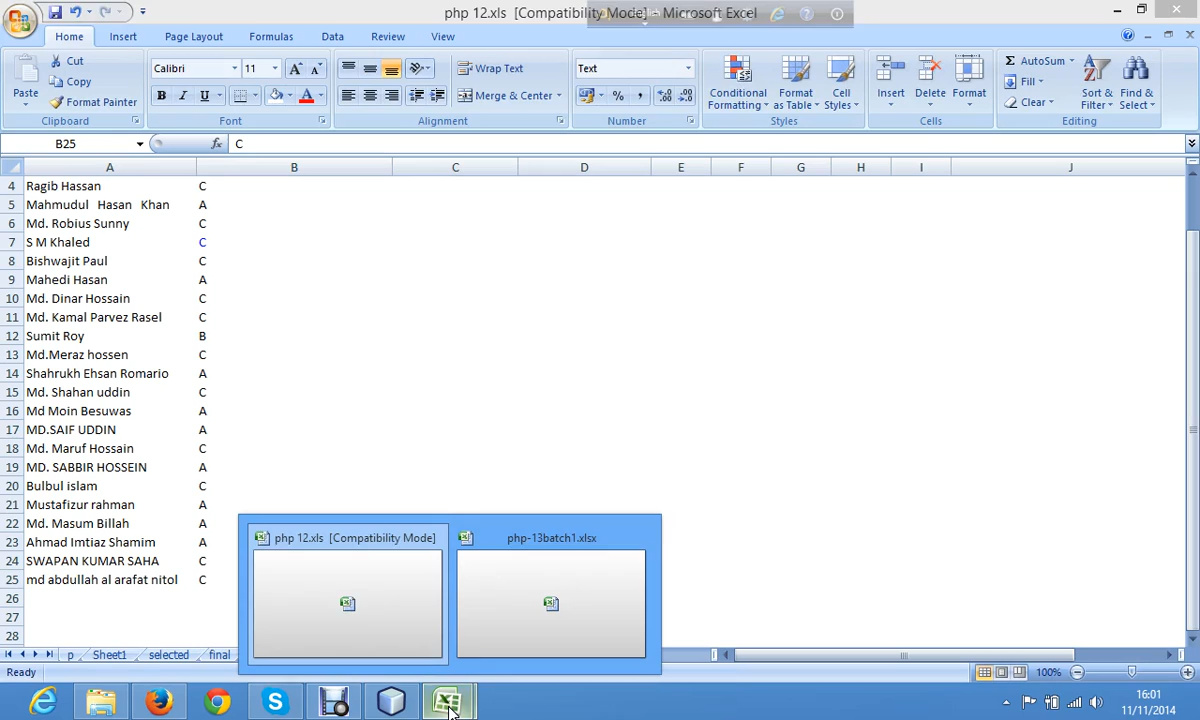 php 12.xls [Compatibility Mode] - Microsoft Excel
Home Insert Page Layout Formulas Data Review View
Paste
Cut
Copy
Format Painter
Clipboard
Calibri 11
B I U
Font
Wrap Text
Merge & Center
Alignment
Text
% ,
Number
Conditional Formatting
Format as Table
Cell Styles
Styles
Insert Delete Format
Cells
Σ AutoSum
Fill
Clear
Sort & Filter
Find & Select
Editing
B25 fx C
A B C D E F G H I J
4 Ragib Hassan C
5 Mahmudul Hasan Khan A
6 Md. Robius Sunny C
7 S M Khaled C
8 Bishwajit Paul C
9 Mahedi Hasan A
10 Md. Dinar Hossain C
11 Md. Kamal Parvez Rasel C
12 Sumit Roy B
13 Md.Meraz hossen C
14 Shahrukh Ehsan Romario A
15 Md. Shahan uddin C
16 Md Moin Besuwas A
17 MD.SAIF UDDIN A
18 Md. Maruf Hossain C
19 MD. SABBIR HOSSEIN A
20 Bulbul islam C
21 Mustafizur rahman A
22 Md. Masum Billah A
23 Ahmad Imtiaz Shamim A
24 SWAPAN KUMAR SAHA C
25 md abdullah al arafat nitol C
26
27
28
php 12.xls [Compatibility Mode]
php-13batch1.xlsx
p Sheet1 selected final
Ready 100%
16:01
11/11/2014